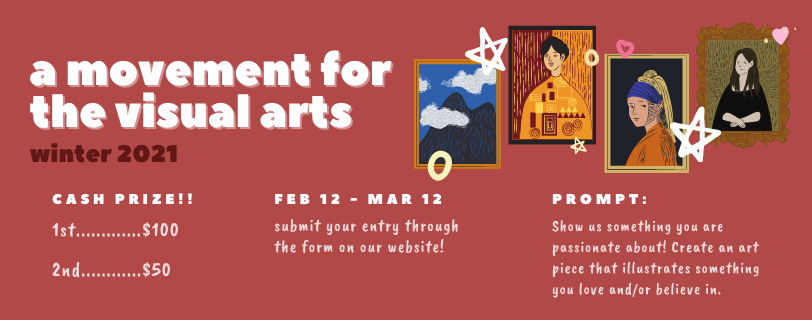 a movement for
the visual arts
winter 2021
CASH PRIZE!!
1st.............$100
2nd............$50
FEB 12 - MAR 12
submit your entry through
the form on our website!
PROMPT:
Show us something you are
passionate about! Create an art
piece that illustrates something
you love and/or believe in.